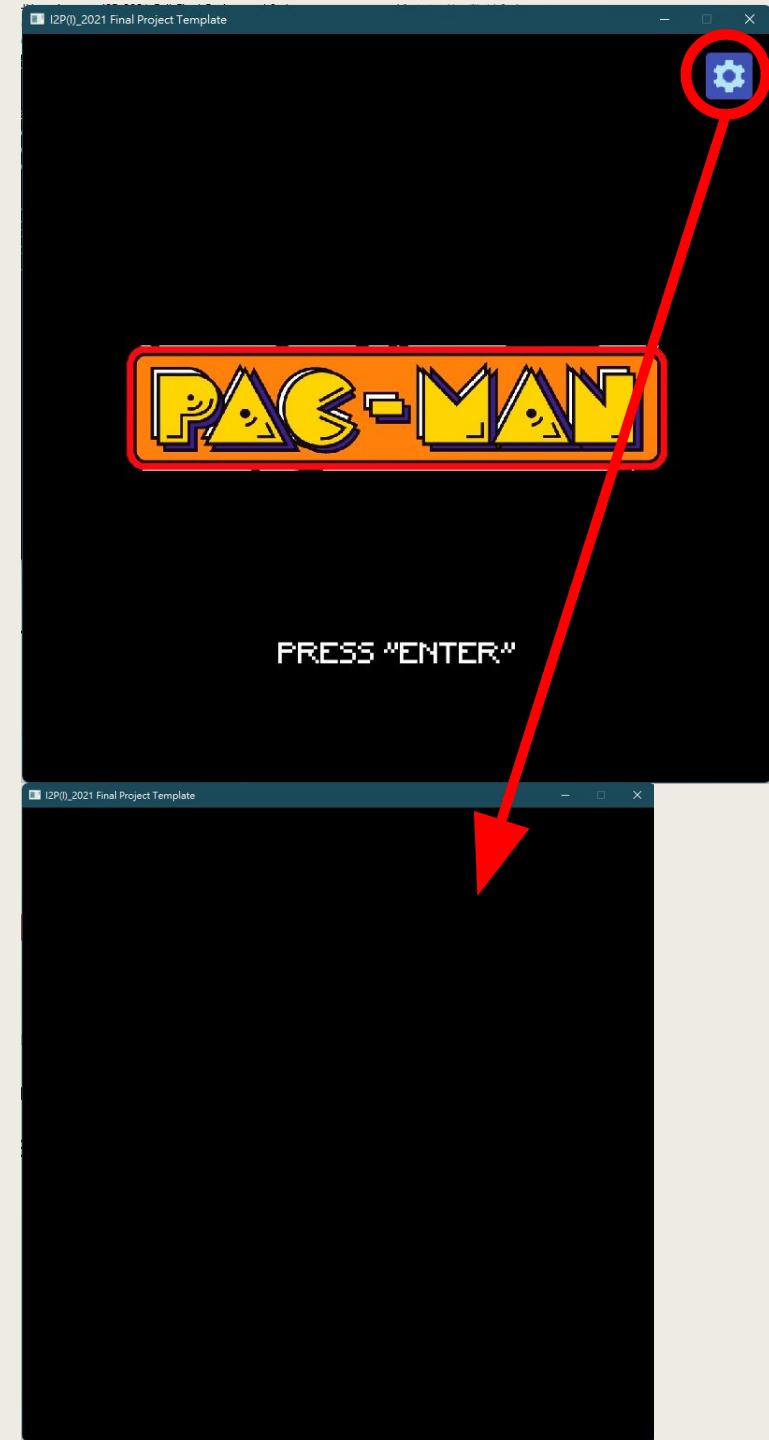 I2P(I)_2021 Final Project Template
PAC-MAN
PRESS "ENTER"
I2P(I)_2021 Final Project Template